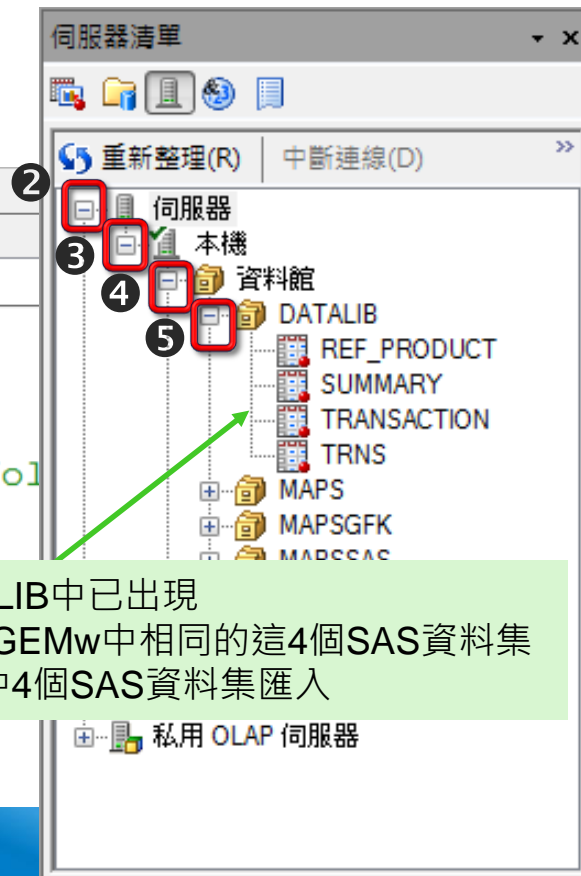 伺服器清單
重新整理(R) 中斷連線(D)
❷ 伺服器
❸ 本機
❹ 資料館
❺ DATALIB
REF_PRODUCT
SUMMARY
TRANSACTION
TRNS
MAPS
MAPSGFK
MAPSSAS
LIB中已出現
GEMw中相同的這4個SAS資料集
中4個SAS資料集匯入
私用 OLAP 伺服器
ol